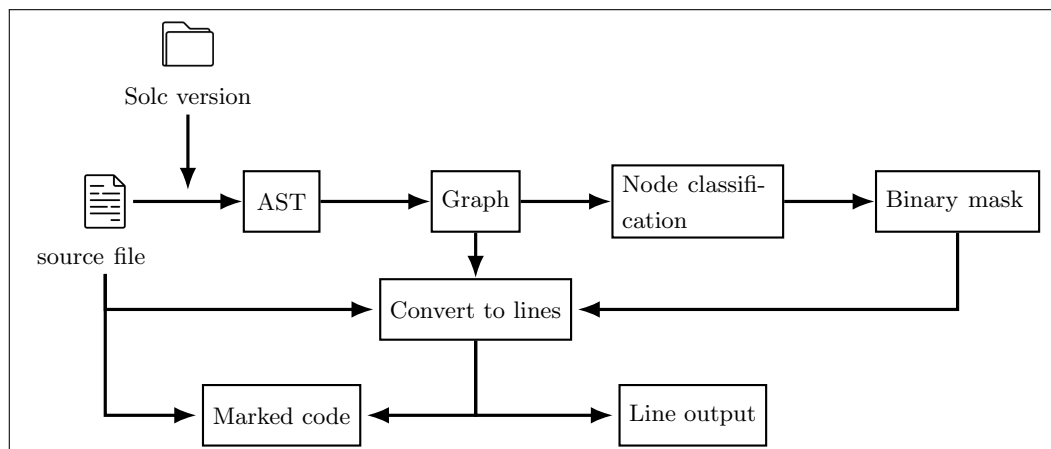 Solc version
AST
Graph
Node classifi-
cation
Binary mask
source file
Convert to lines
Marked code
Line output